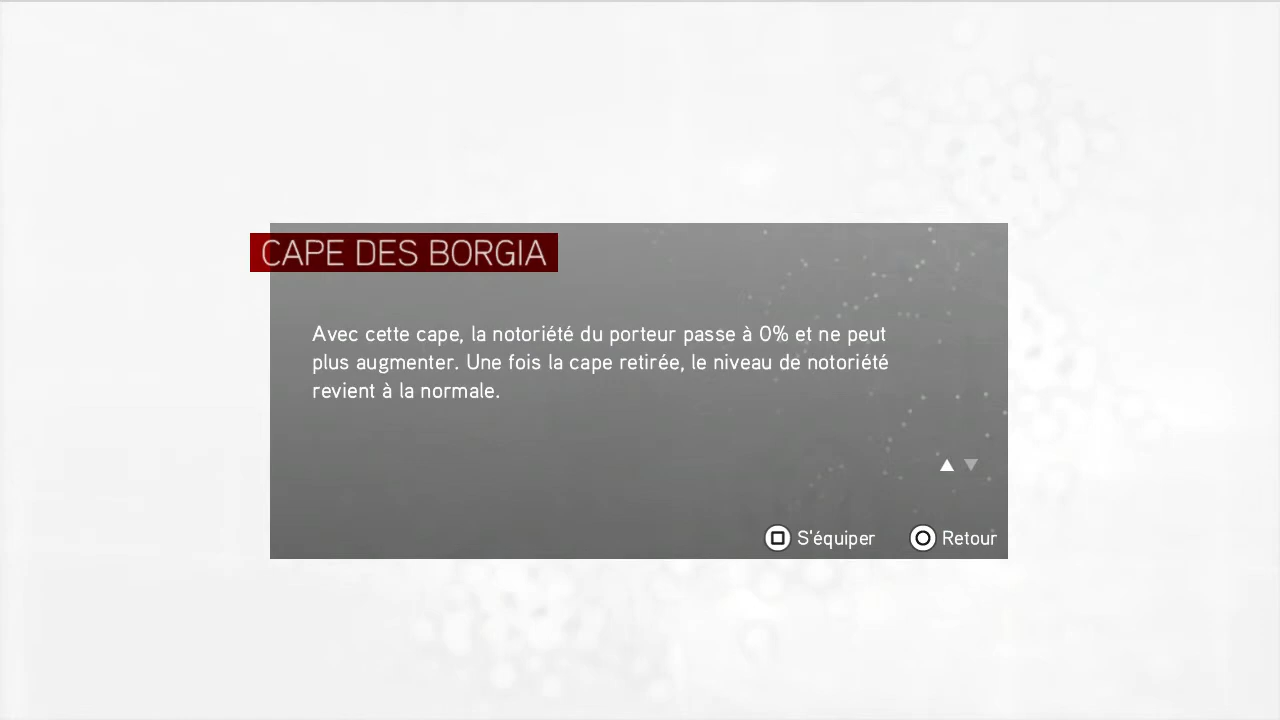 CAPE DES BORGIA
Avec cette cape, la notoriété du porteur passe à 0% et ne peut
plus augmenter. Une fois la cape retirée, le niveau de notoriété
revient à la normale.
S'équiper Retour